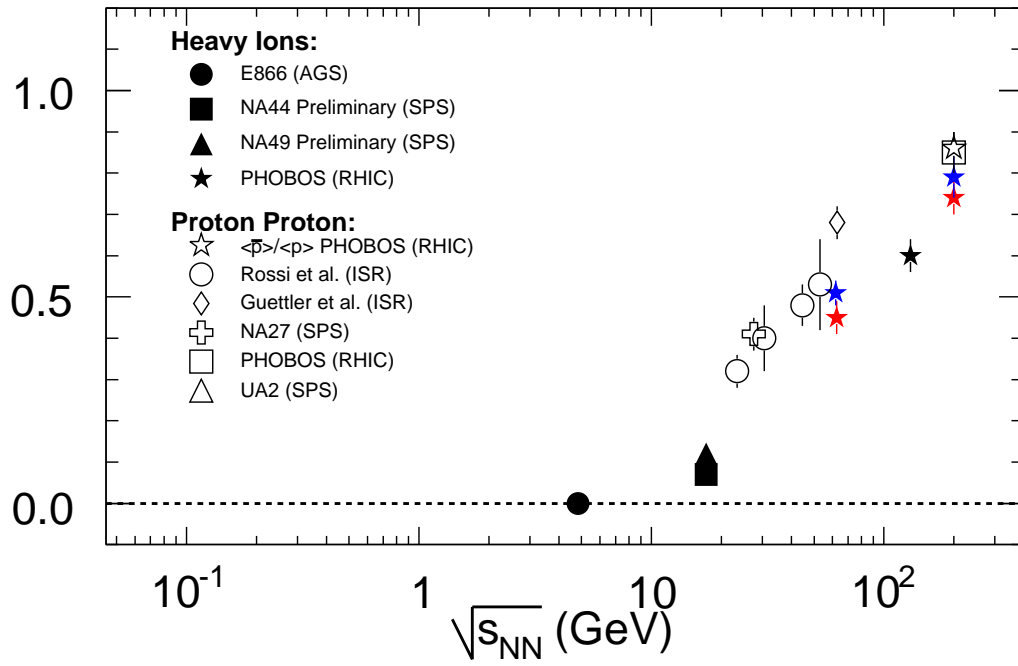 Heavy Ions:
E866 (AGS)
NA44 Preliminary (SPS)
NA49 Preliminary (SPS)
PHOBOS (RHIC)
Proton Proton:
<p̅>/<p> PHOBOS (RHIC)
Rossi et al. (ISR)
Guettler et al. (ISR)
NA27 (SPS)
PHOBOS (RHIC)
UA2 (SPS)
1.0
0.5
0.0
10⁻¹ 1 10 10²
√s_NN (GeV)